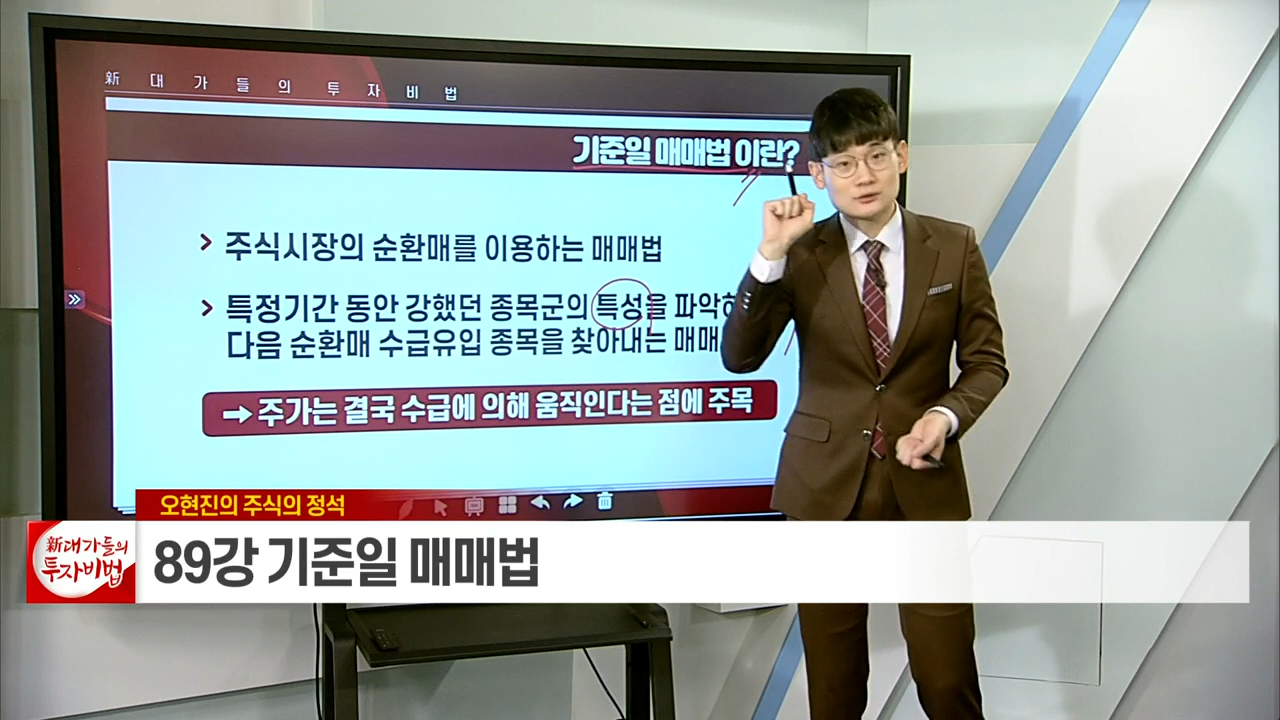 新 대 가 들 의 투 자 비 법
기준일 매매법 이란?
주식시장의 순환매를 이용하는 매매법
특정기간 동안 강했던 종목군의 특성을 파악하
다음 순환매 수급유입 종목을 찾아내는 매매
➡ 주가는 결국 수급에 의해 움직인다는 점에 주목
오현진의 주식의 정석
新대가들의
투자비법
89강 기준일 매매법